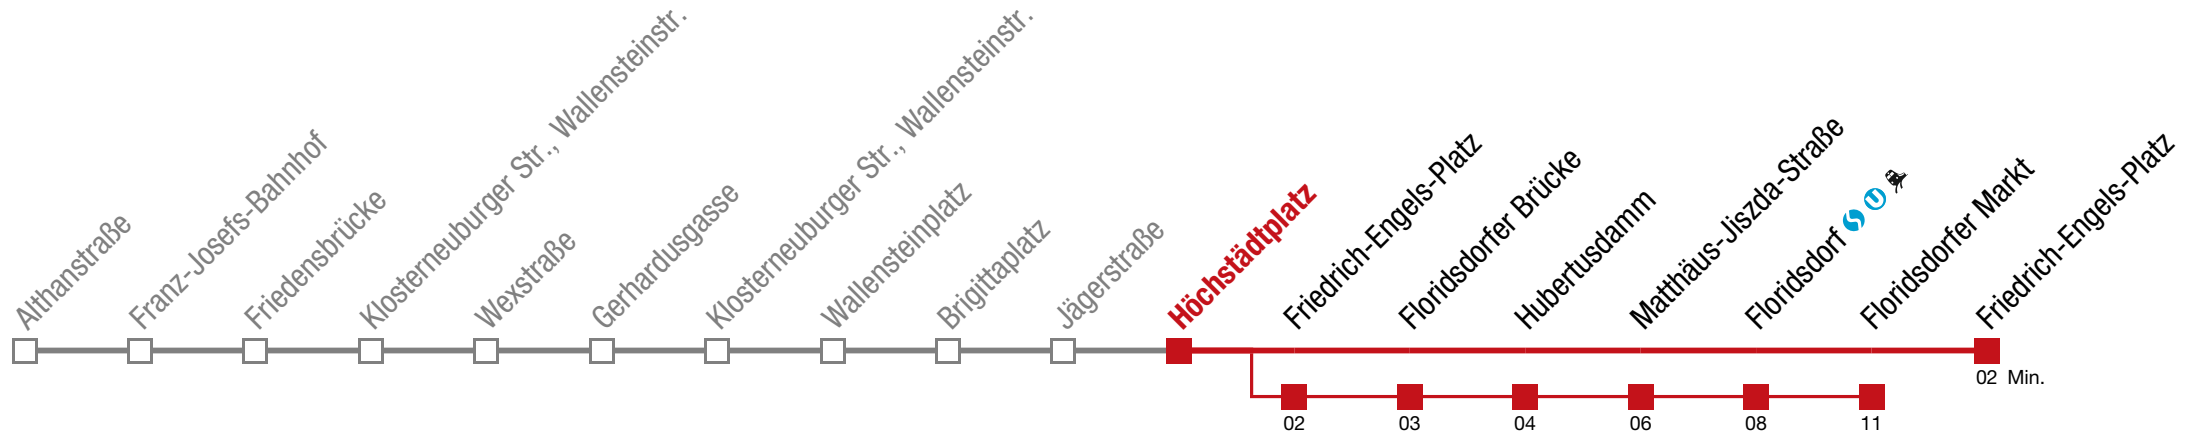 Althanstraße
Franz-Josefs-Bahnhof
Friedensbrücke
Klosterneuburger Str., Wallensteinstr.
Wexstraße
Gerhardusgasse
Klosterneuburger Str., Wallensteinstr.
Wallensteinplatz
Brigittaplatz
Jägerstraße
Höchstädtplatz
Friedrich-Engels-Platz
Floridsdorfer Brücke
Hubertusdamm
Matthäus-Jiszda-Straße
Floridsdorf S U
Floridsdorfer Markt
Friedrich-Engels-Platz
02 Min.
02 03 04 06 08 11